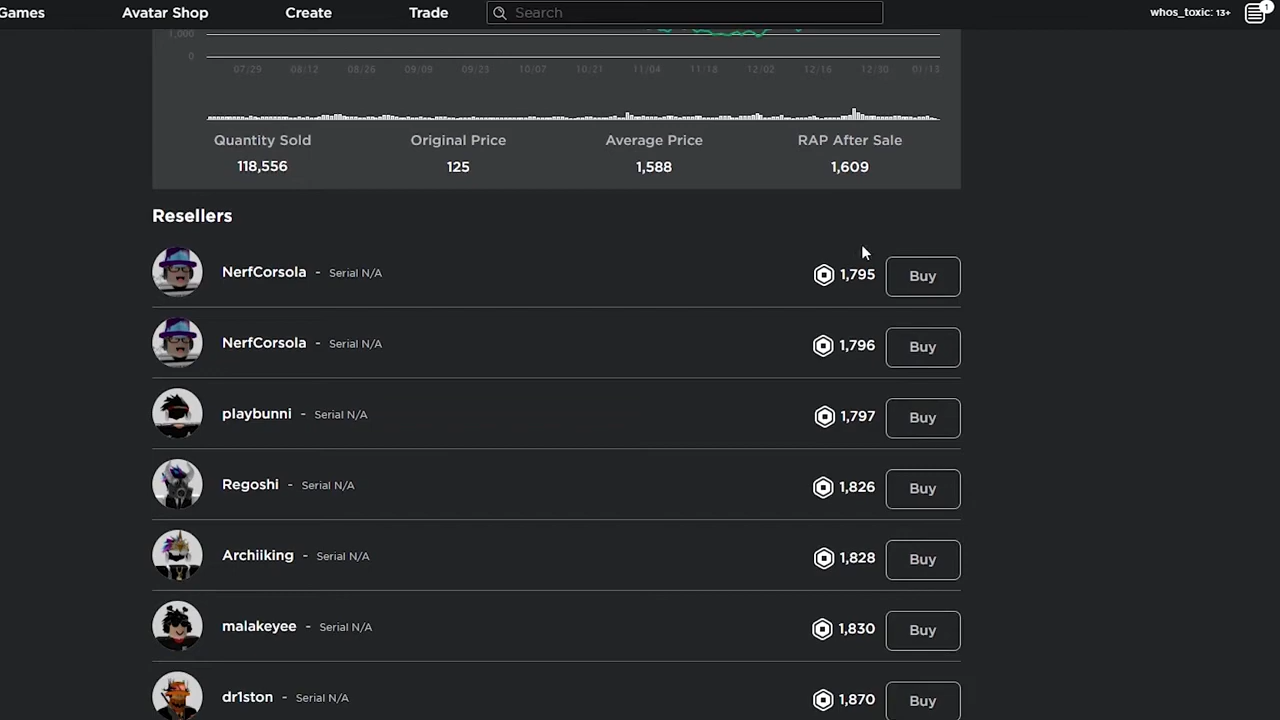 Games Avatar Shop Create Trade Search whos_toxic: 13+ 1
1,000
0
07/29 08/12 08/26 09/09 09/23 10/07 10/21 11/04 11/18 12/02 12/16 12/30 01/13
Quantity Sold Original Price Average Price RAP After Sale
118,556 125 1,588 1,609
Resellers
NerfCorsola - Serial N/A 1,795 Buy
NerfCorsola - Serial N/A 1,796 Buy
playbunni - Serial N/A 1,797 Buy
Regoshi - Serial N/A 1,826 Buy
Archiiking - Serial N/A 1,828 Buy
malakeyee - Serial N/A 1,830 Buy
dr1ston - Serial N/A 1,870 Buy